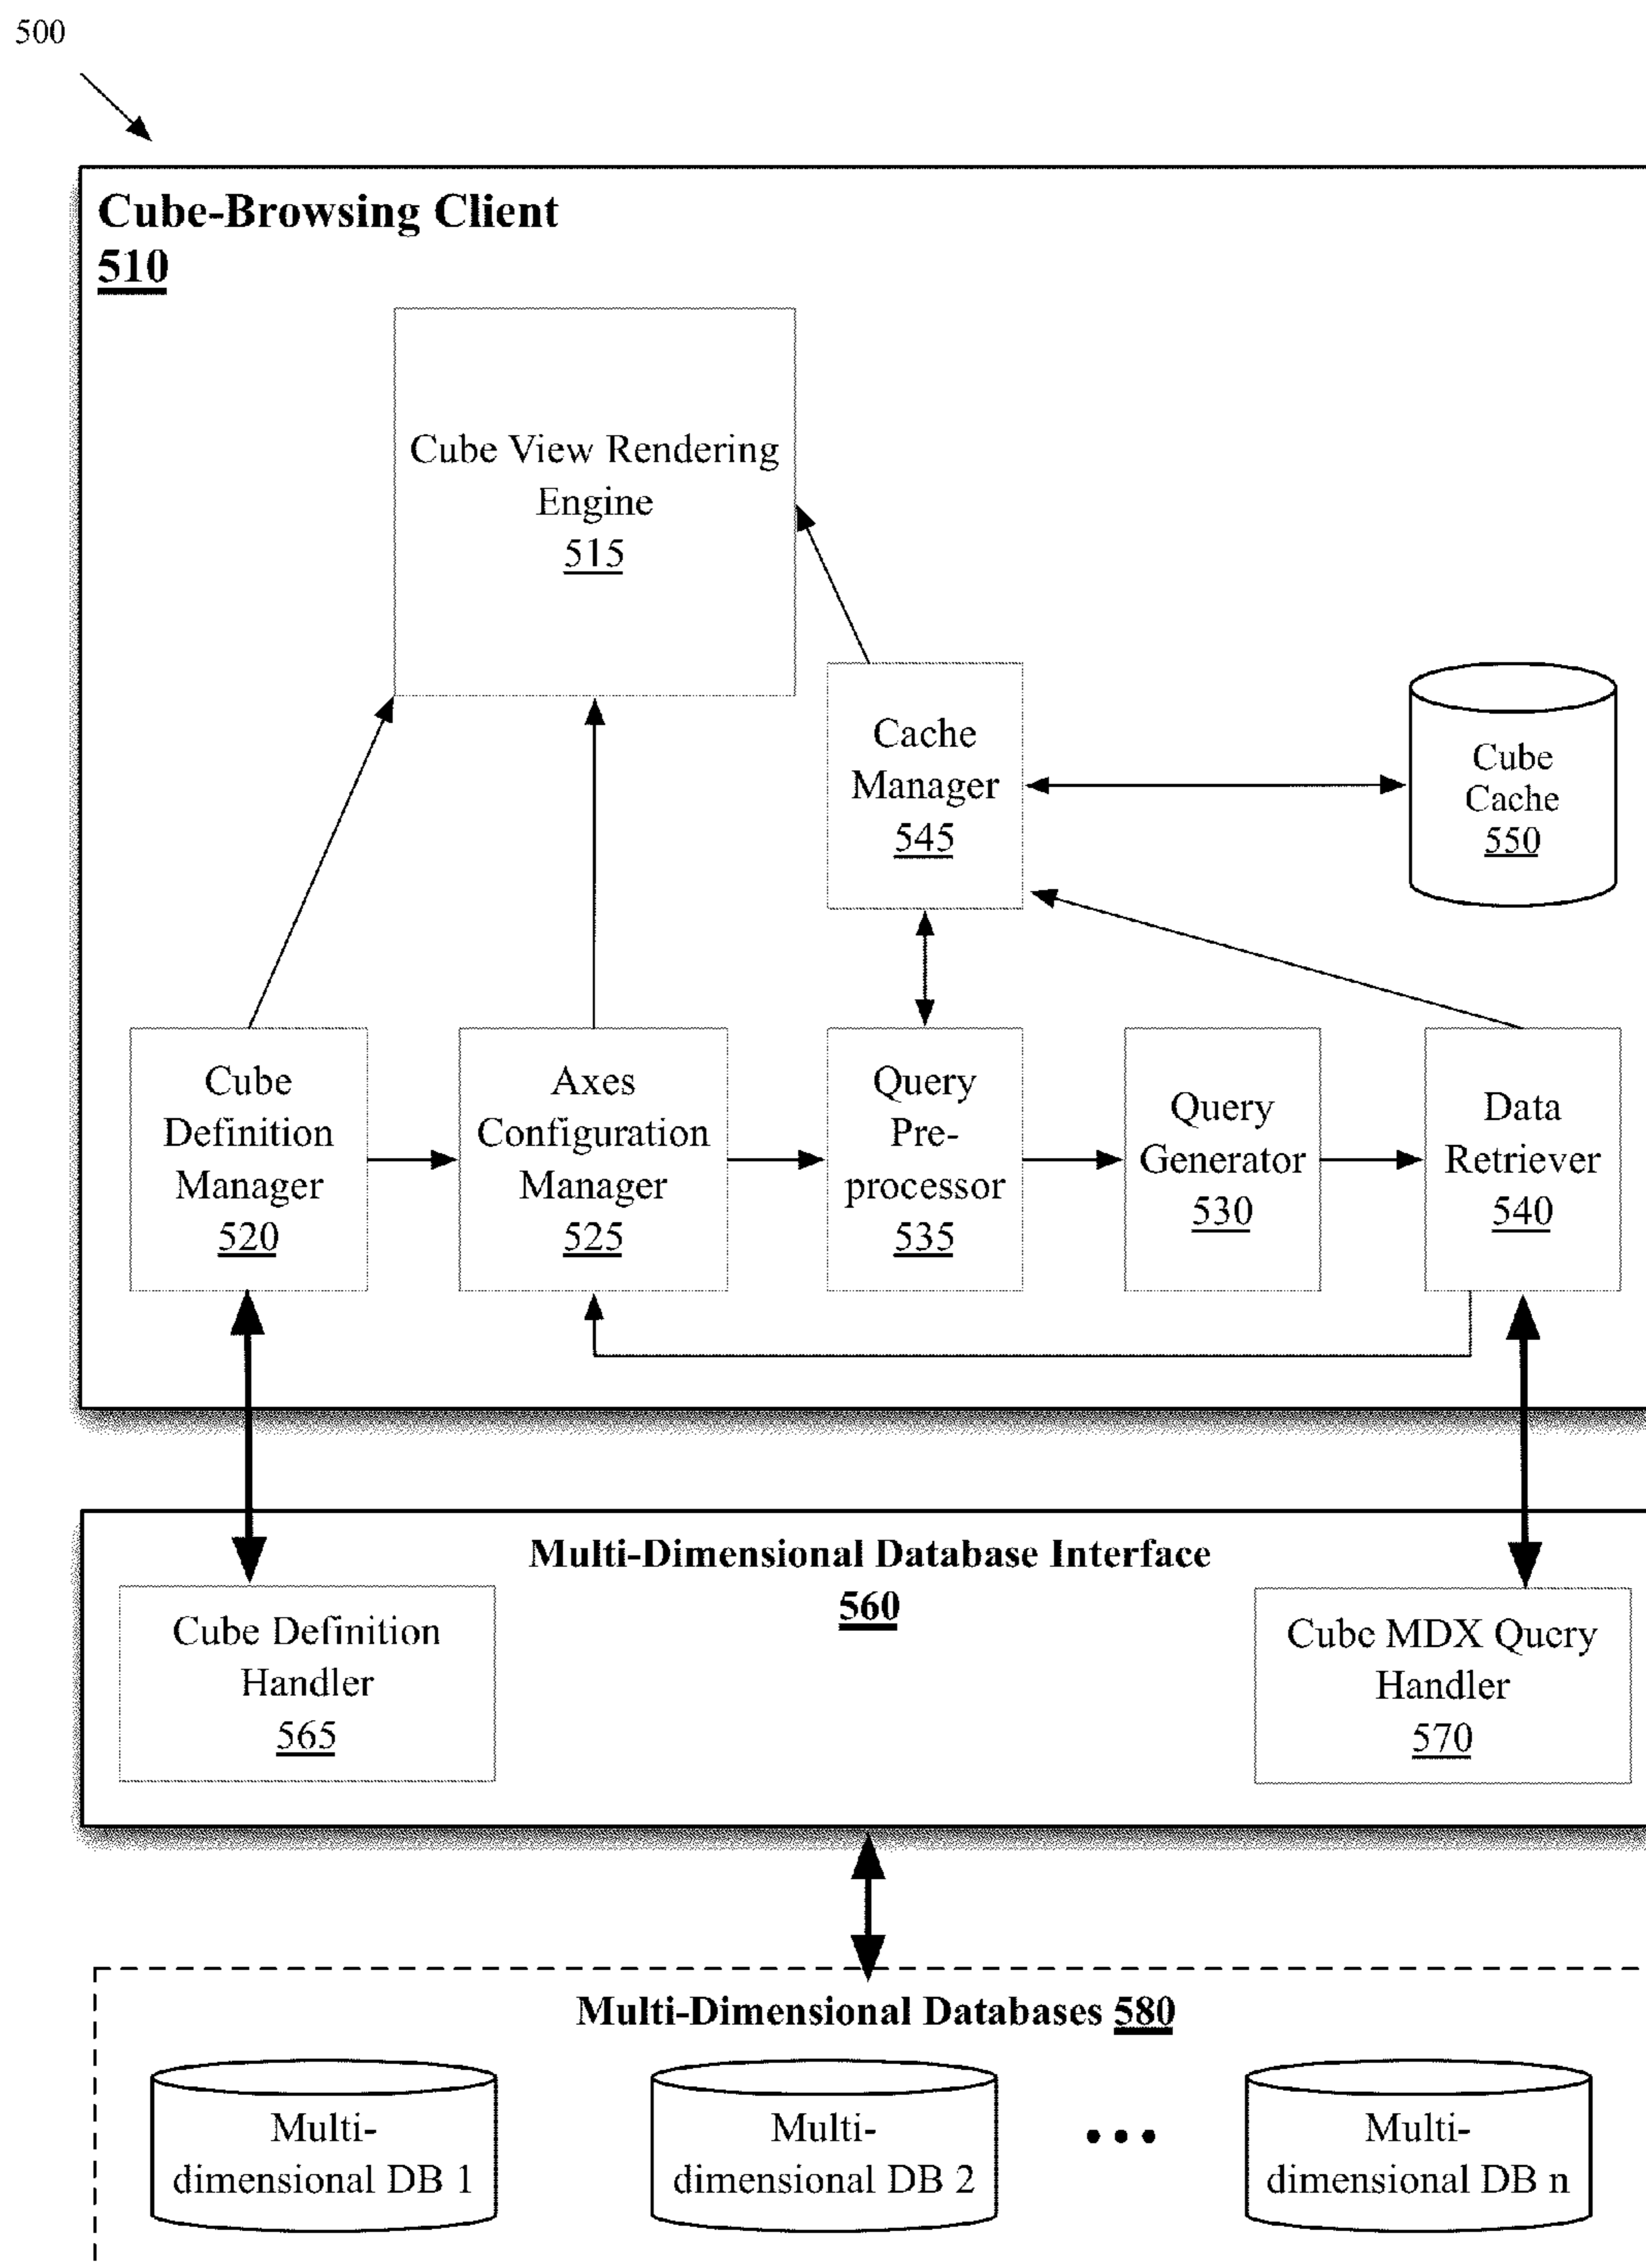 500
Cube-Browsing Client
510
Cube View Rendering
Engine
515
Cache
Manager
545
Cube
Cache
550
Cube
Definition
Manager
520
Axes
Configuration
Manager
525
Query
Pre-
processor
535
Query
Generator
530
Data
Retriever
540
Multi-Dimensional Database Interface
560
Cube Definition
Handler
565
Cube MDX Query
Handler
570
Multi-Dimensional Databases 580
Multi-
dimensional DB 1
Multi-
dimensional DB 2
•••
Multi-
dimensional DB n